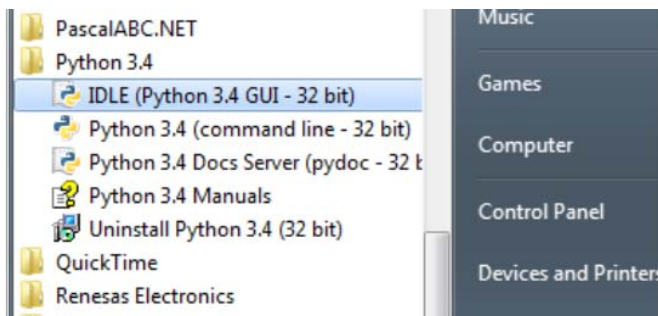 PascalABC.NET
Python 3.4
IDLE (Python 3.4 GUI - 32 bit)
Python 3.4 (command line - 32 bit)
Python 3.4 Docs Server (pydoc - 32 b
Python 3.4 Manuals
Uninstall Python 3.4 (32 bit)
QuickTime
Renesas Electronics
Music
Games
Computer
Control Panel
Devices and Printers